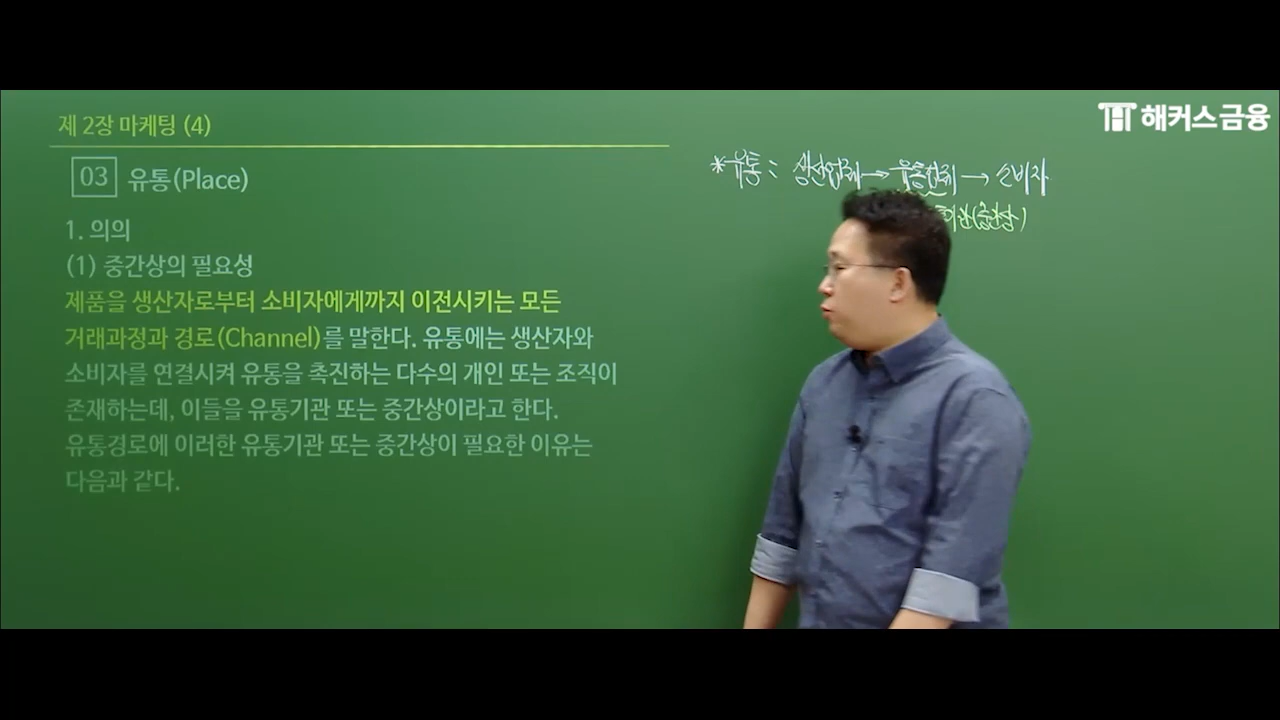 제 2장 마케팅 (4)
해커스금융
03 유통(Place)
1. 의의
(1) 중간상의 필요성
제품을 생산자로부터 소비자에게까지 이전시키는 모든
거래과정과 경로(Channel)를 말한다. 유통에는 생산자와
소비자를 연결시켜 유통을 촉진하는 다수의 개인 또는 조직이
존재하는데, 이들을 유통기관 또는 중간상이라고 한다.
유통경로에 이러한 유통기관 또는 중간상이 필요한 이유는
다음과 같다.
*유통: 생산업체→유통업체→소비자
(중간상)